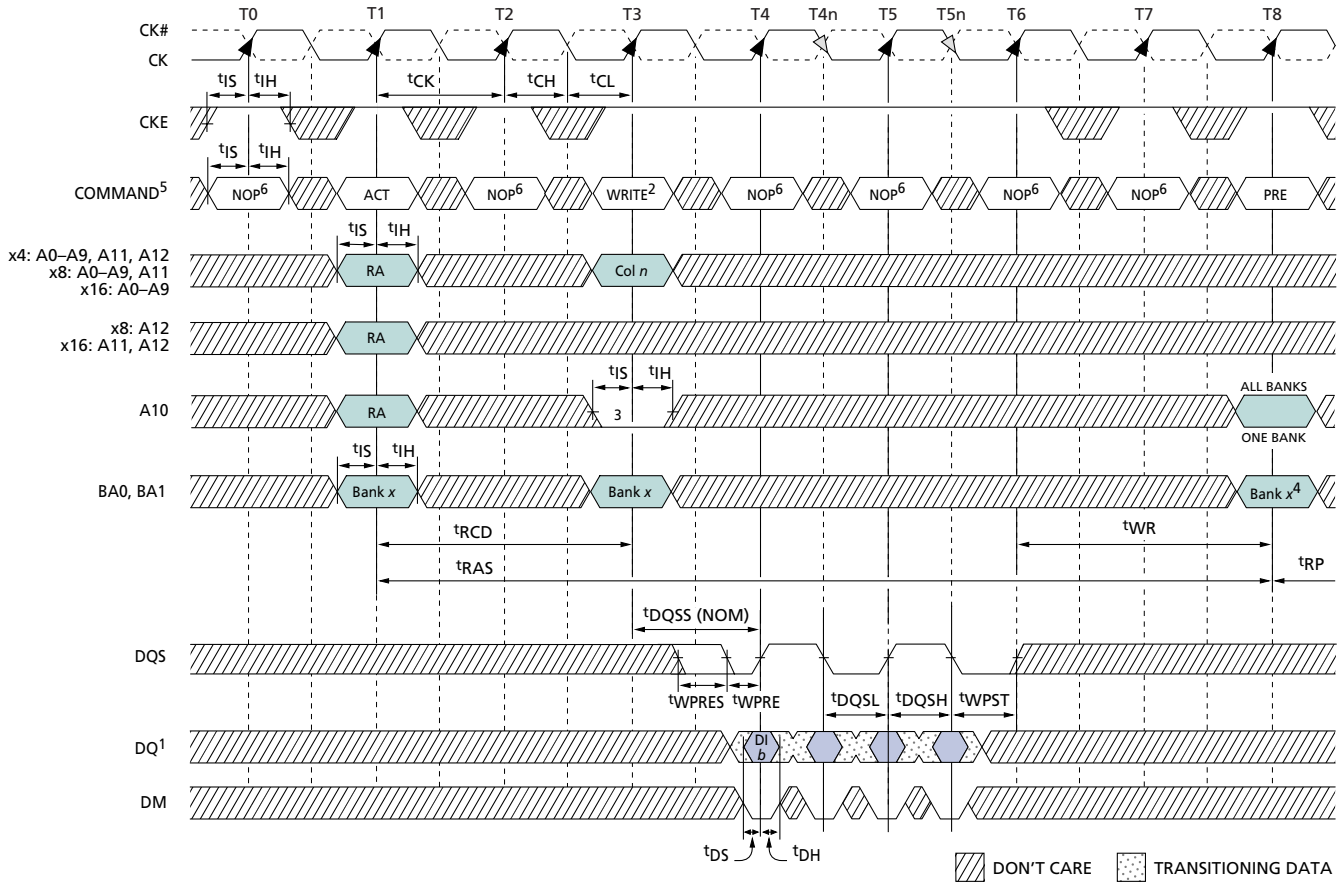 T0 T1 T2 T3 T4 T4n T5 T5n T6 T7 T8
CK#
CK
tIS tIH tCK tCH tCL
CKE
tIS tIH
COMMAND5 NOP6 ACT NOP6 WRITE2 NOP6 NOP6 NOP6 NOP6 PRE
tIS tIH
x4: A0–A9, A11, A12
x8: A0–A9, A11
x16: A0–A9
RA Col n
x8: A12
x16: A11, A12
RA
tIS tIH
ALL BANKS
A10 RA 3
ONE BANK
tIS tIH
BA0, BA1 Bank x Bank x Bank x4
tRCD tWR
tRAS tRP
tDQSS (NOM)
DQS
tWPRES tWPRE tDQSL tDQSH tWPST
DQ1 DI
b
DM
tDS tDH
DON'T CARE TRANSITIONING DATA